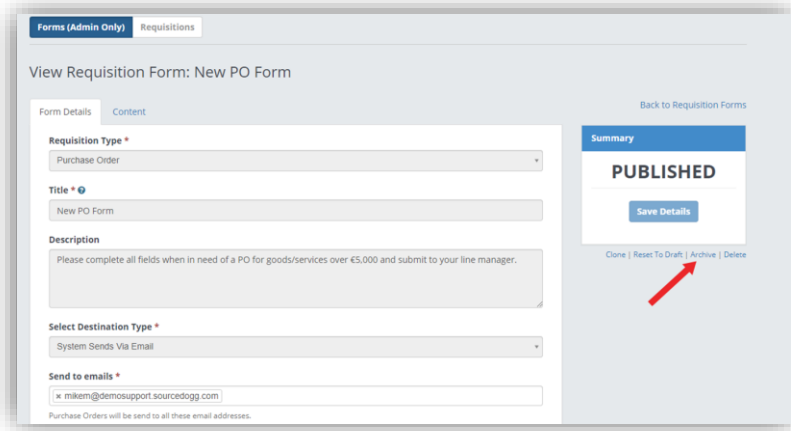 Forms (Admin Only) Requisitions
View Requisition Form: New PO Form
Back to Requisition Forms
Form Details Content
Summary
Requisition Type *
Purchase Order
PUBLISHED
Title *
New PO Form
Save Details
Description
Please complete all fields when in need of a PO for goods/services over €5,000 and submit to your line manager.
Clone | Reset To Draft | Archive | Delete
Select Destination Type *
System Sends Via Email
Send to emails *
× mikem@demosupport.sourcedogg.com
Purchase Orders will be send to all these email addresses.